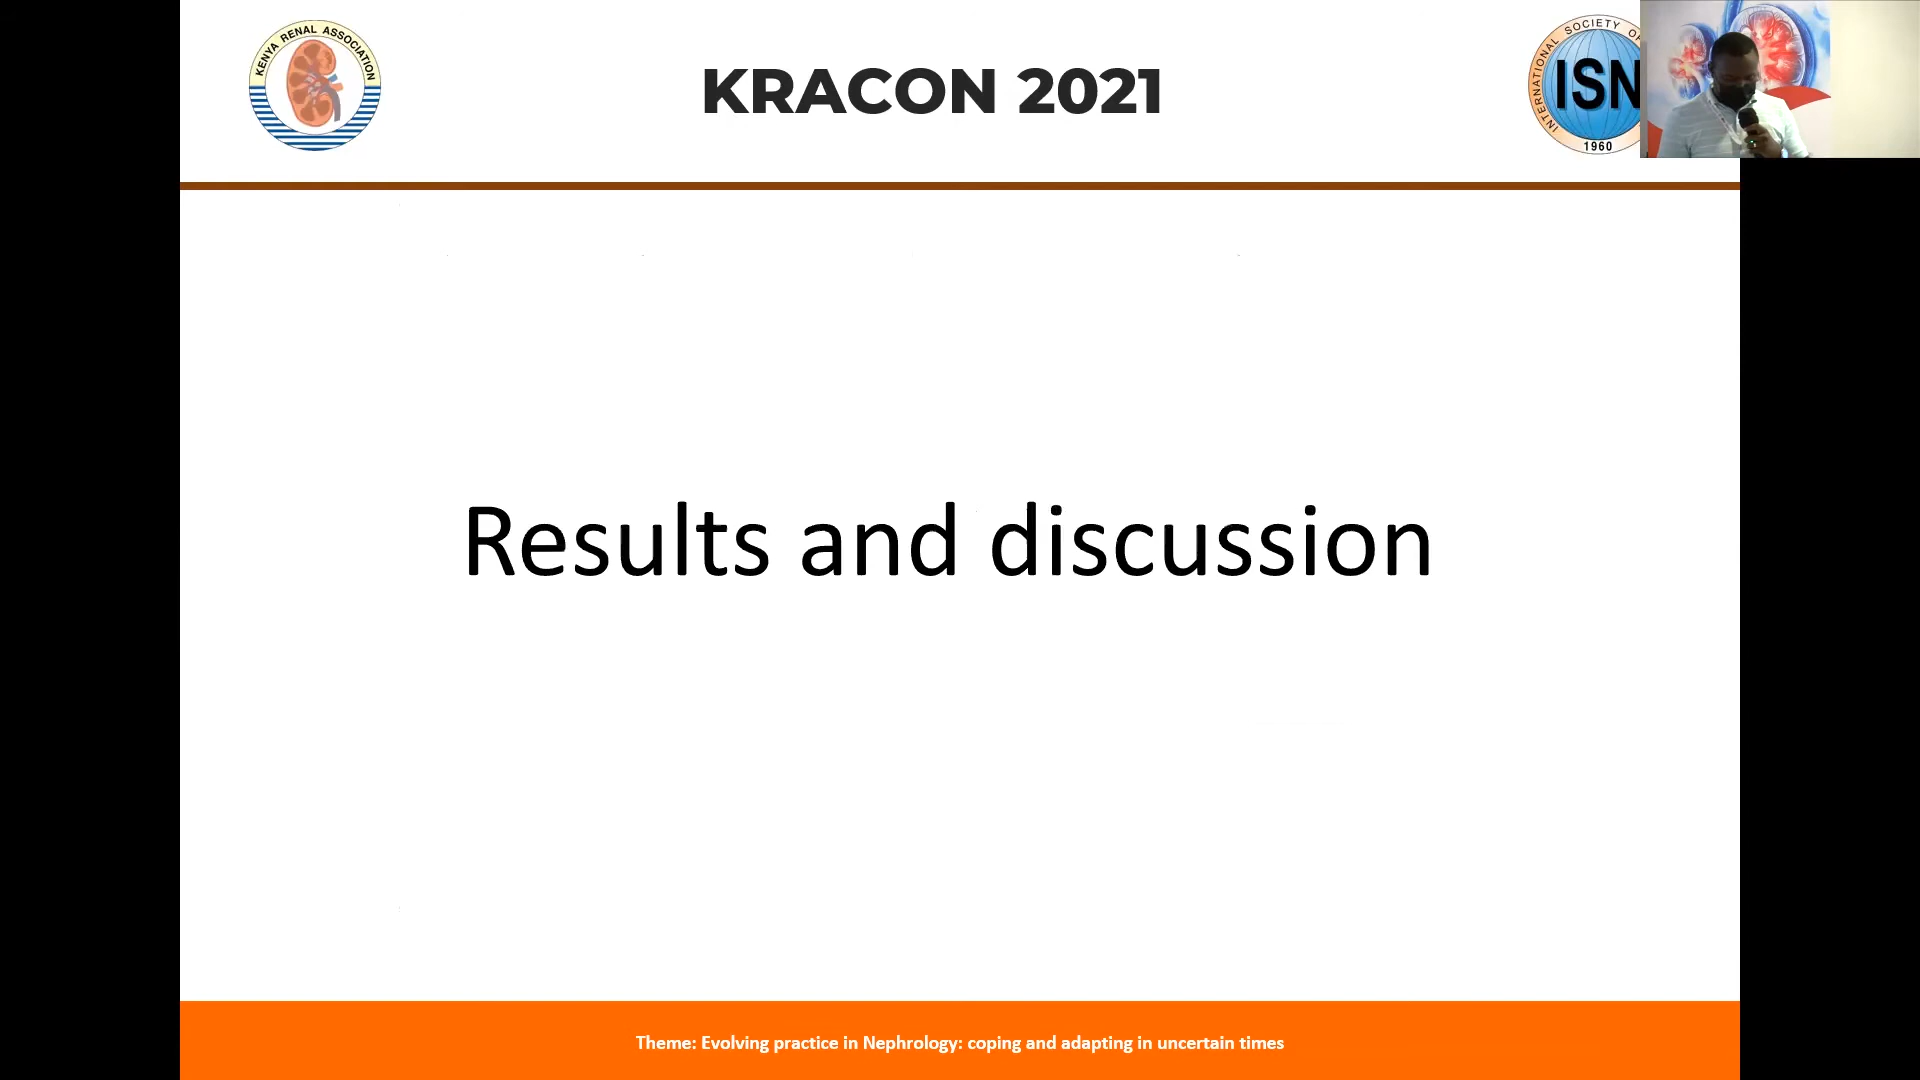 KENYA RENAL ASSOCIATION
KRACON 2021
INTERNATIONAL SOCIETY
ISN
1960
Results and discussion
Theme: Evolving practice in Nephrology: coping and adapting in uncertain times